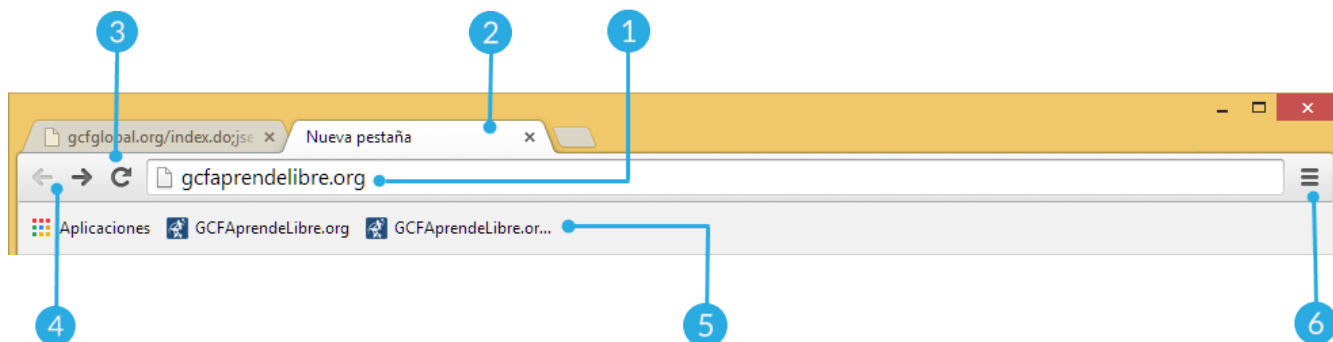 3 2 1
gcfglobal.org/index.do;jse Nueva pestaña
gcfaprendelibre.org
Aplicaciones GCFAprendeLibre.org GCFAprendeLibre.or...
4 5 6